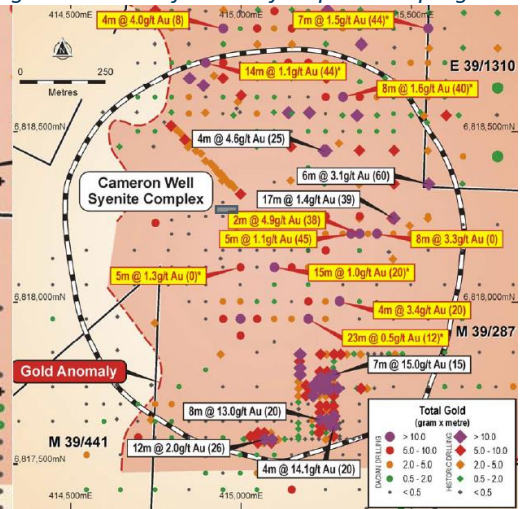 4m @ 4.0g/t Au (8)
415,000mE
7m @ 1.5g/t Au (44)*
415,500mE
E 39/1310
14m @ 1.1g/t Au (44)*
0
250
Metres
8m @ 1.6g/t Au (40)*
6,818,500mN
6,818,500mN
4m @ 4.6g/t Au (25)
6m @ 3.1g/t Au (60)
Cameron Well
Syenite Complex
17m @ 1.4g/t Au (39)
2m @ 4.9g/t Au (38)
5m @ 1.1g/t Au (45)
8m @ 3.3g/t Au (0)
5m @ 1.3g/t Au (0)*
15m @ 1.0g/t Au (20)*
6,818,000mN
6,818,000mN
4m @ 3.4g/t Au (20)
23m @ 0.5g/t Au (12)*
M 39/287
Gold Anomaly
7m @ 15.0g/t Au (15)
8m @ 13.0g/t Au (20)
M 39/441
12m @ 2.0g/t Au (26)
4m @ 14.1g/t Au (20)
6,817,500mN
414,500mE
415,000mE
Total Gold
(gram x metre)
DACIAN DRILLING
> 10.0
5.0 - 10.0
2.0 - 5.0
0.5 - 2.0
< 0.5
HISTORIC DRILLING
> 10.0
5.0 - 10.0
2.0 - 5.0
0.5 - 2.0
< 0.5